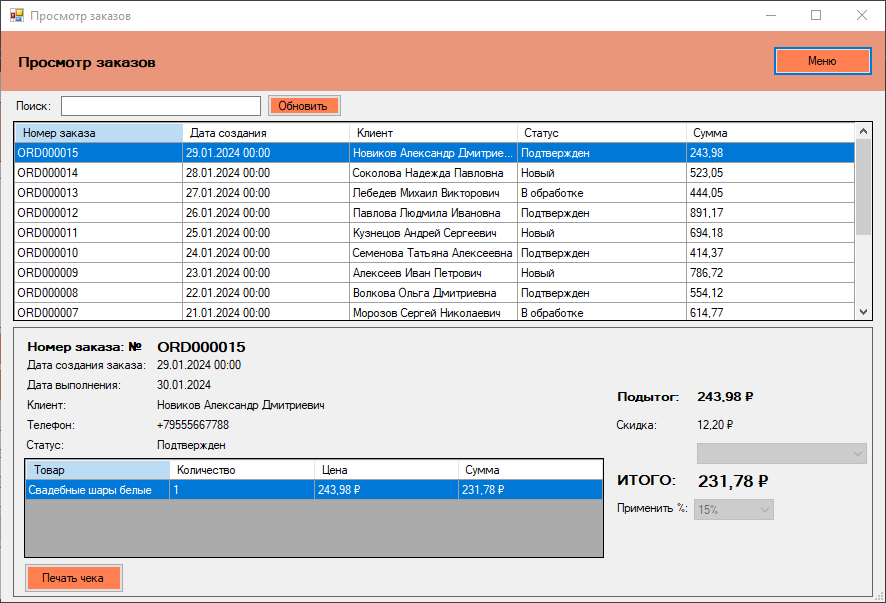 Просмотр заказов
Просмотр заказов
Меню
Поиск:
Обновить
Номер заказа Дата создания Клиент Статус Сумма
ORD000015 29.01.2024 00:00 Новиков Александр Дмитрие... Подтвержден 243,98
ORD000014 28.01.2024 00:00 Соколова Надежда Павловна Новый 523,05
ORD000013 27.01.2024 00:00 Лебедев Михаил Викторович В обработке 444,05
ORD000012 26.01.2024 00:00 Павлова Людмила Ивановна Подтвержден 891,17
ORD000011 25.01.2024 00:00 Кузнецов Андрей Сергеевич Новый 694,18
ORD000010 24.01.2024 00:00 Семенова Татьяна Алексеевна Подтвержден 414,37
ORD000009 23.01.2024 00:00 Алексеев Иван Петрович Новый 786,72
ORD000008 22.01.2024 00:00 Волкова Ольга Дмитриевна Подтвержден 554,12
ORD000007 21.01.2024 00:00 Морозов Сергей Николаевич В обработке 614,77
Номер заказа: № ORD000015
Дата создания заказа: 29.01.2024 00:00
Дата выполнения: 30.01.2024
Клиент: Новиков Александр Дмитриевич
Телефон: +79555667788
Статус: Подтвержден
Товар Количество Цена Сумма
Свадебные шары белые 1 243,98 ₽ 231,78 ₽
Подытог: 243,98 ₽
Скидка: 12,20 ₽
ИТОГО: 231,78 ₽
Применить %: 15%
Печать чека